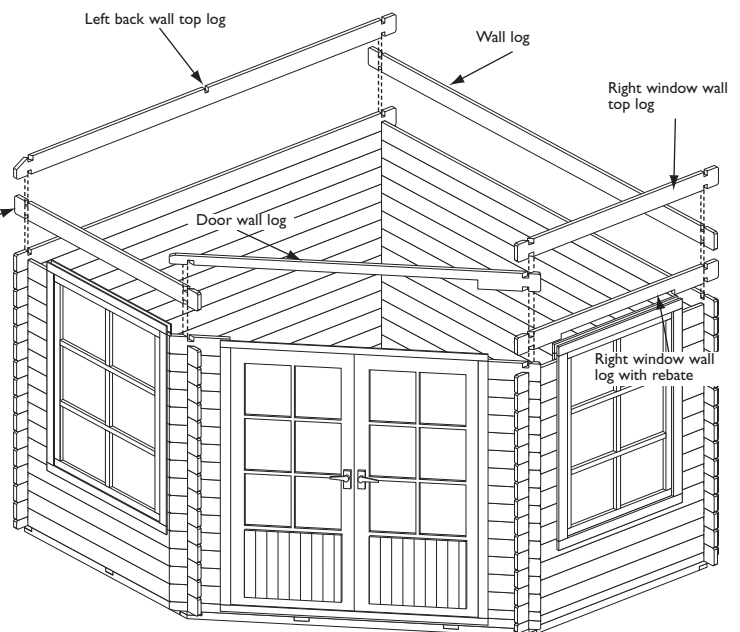 Left back wall top log
Wall log
Right window wall
top log
Door wall log
Right window wall
log with rebate